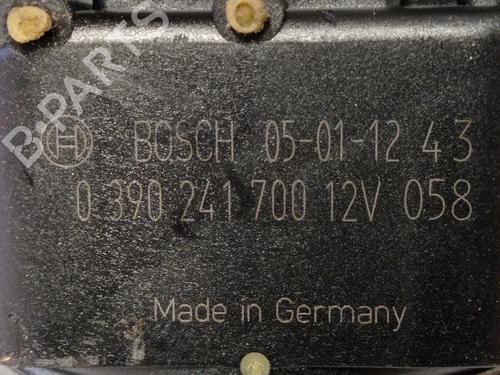 B-PARTS
BOSCH 05-01-12 43
0 390 241 700 12V 058
Made in Germany